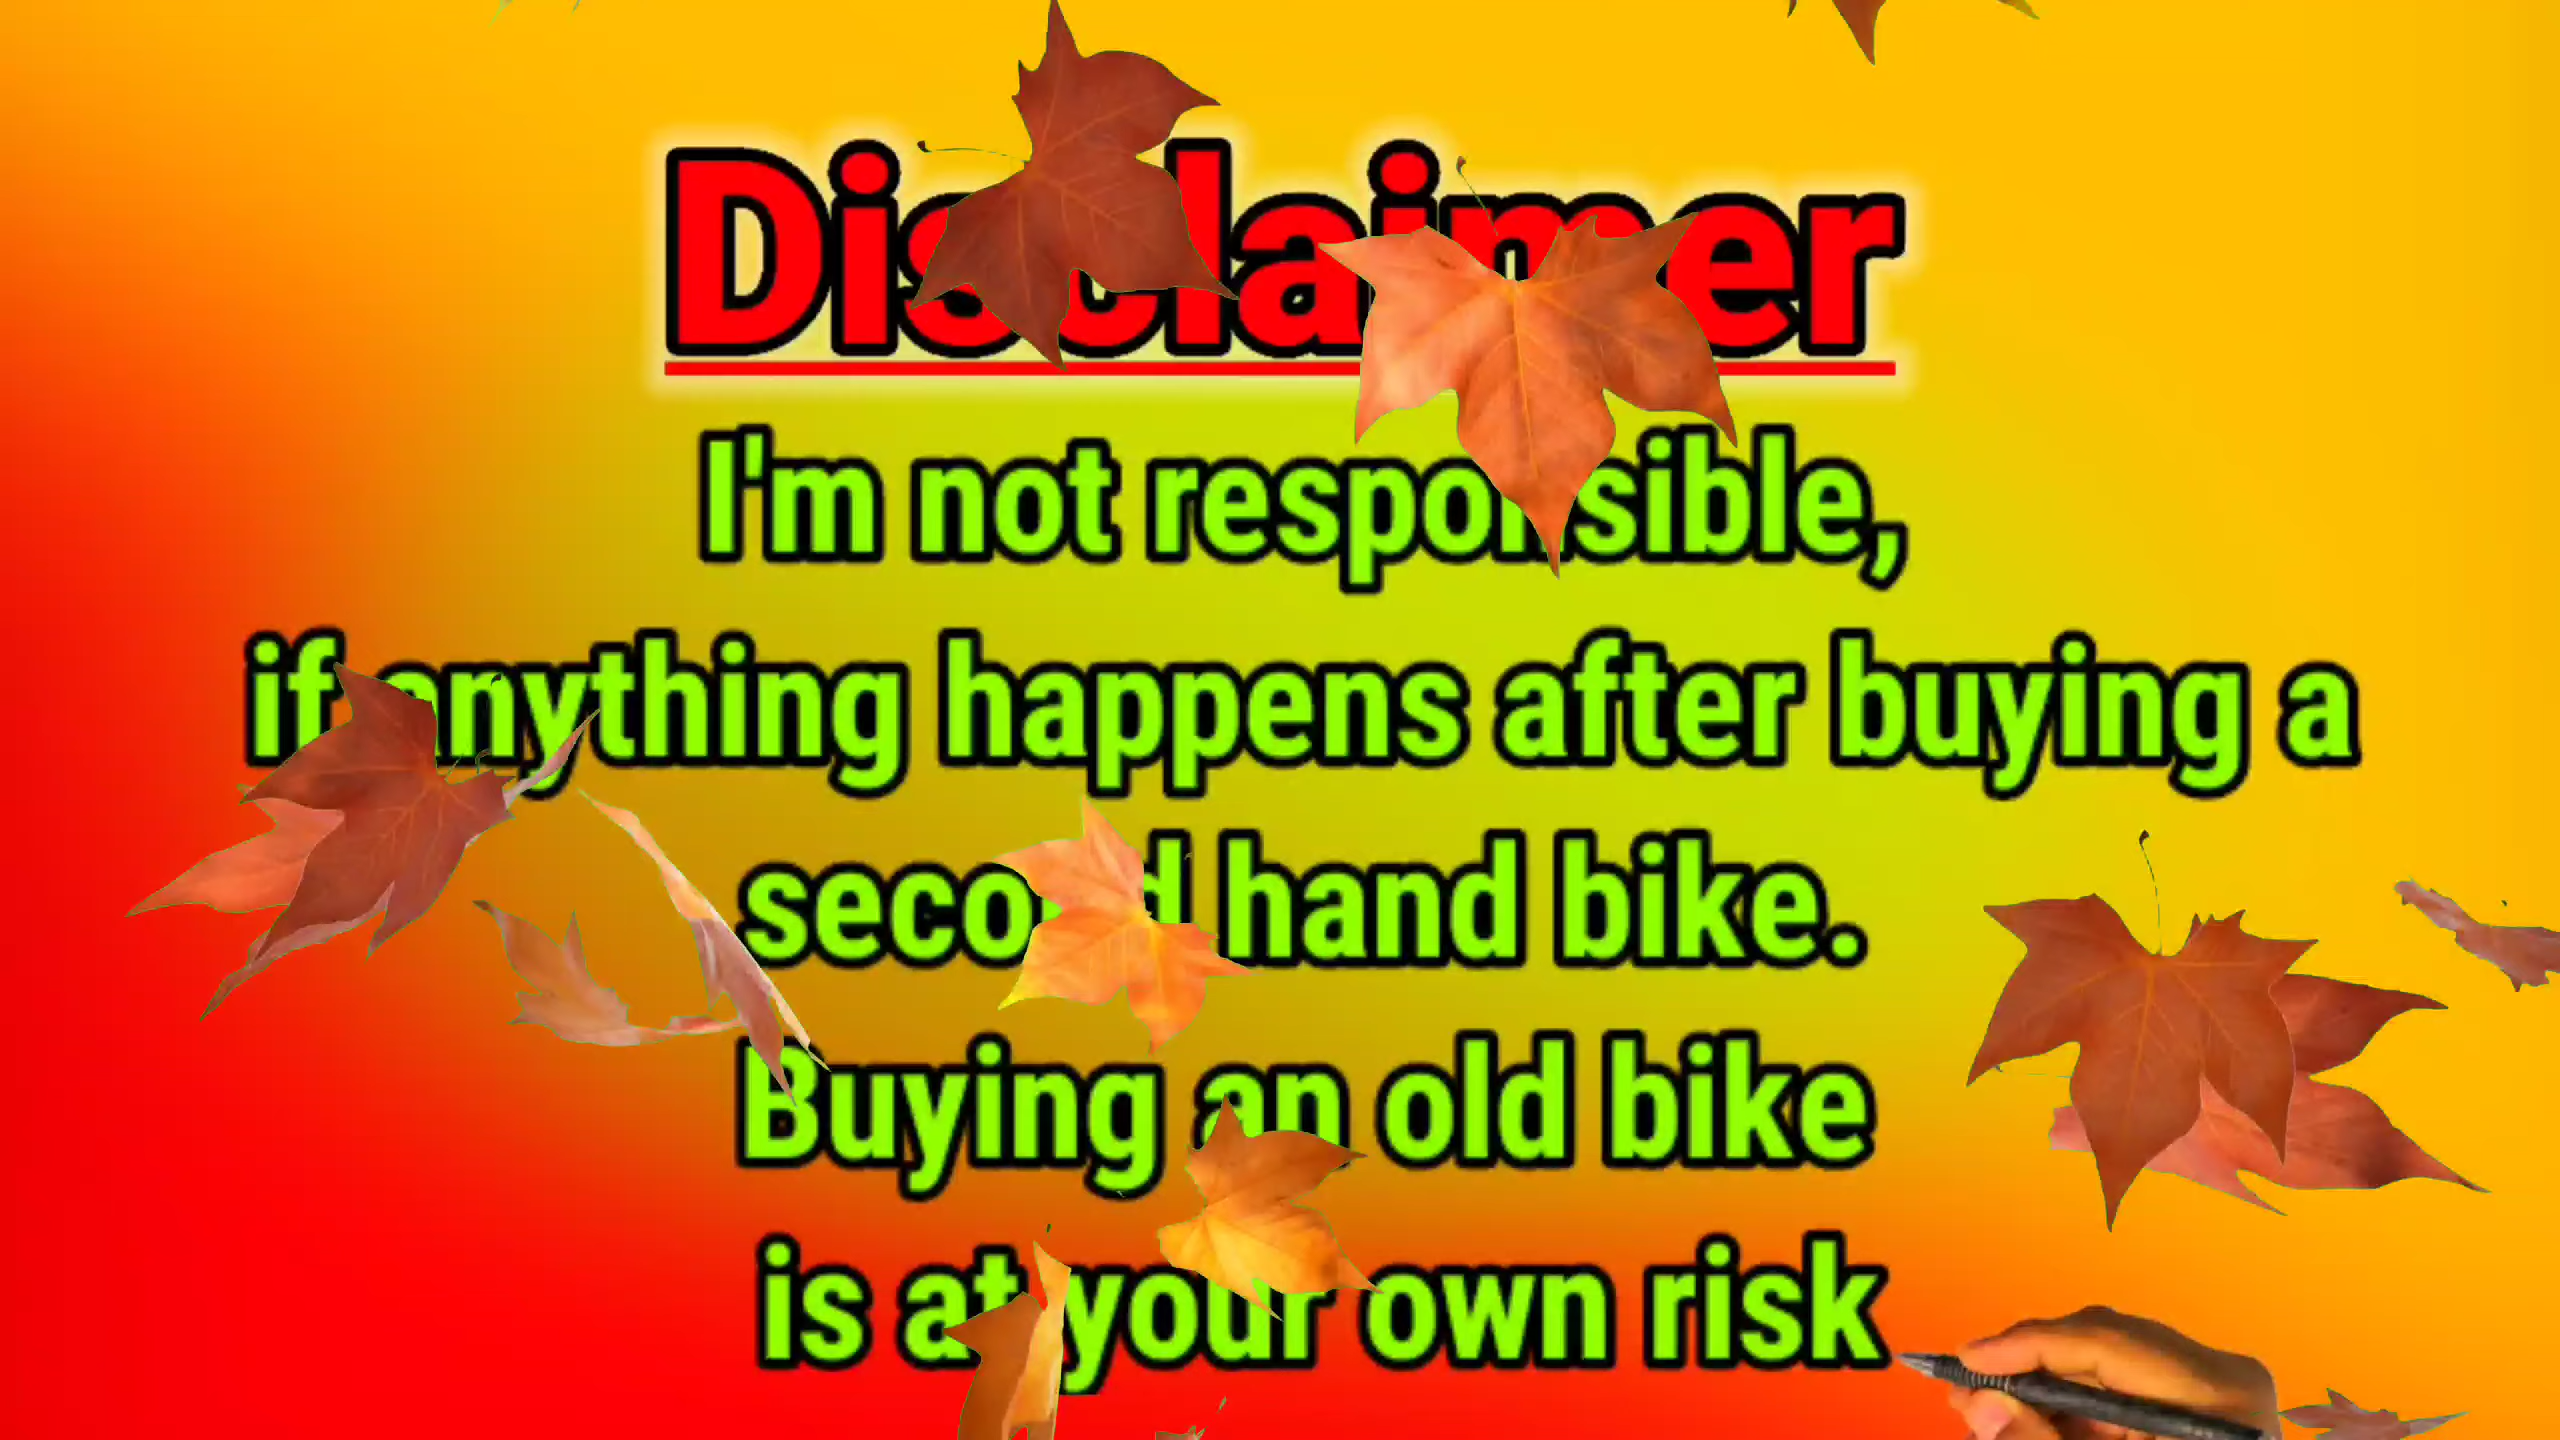 Disclaimer
I'm not responsible,
if anything happens after buying a
second hand bike.
Buying an old bike
is at your own risk